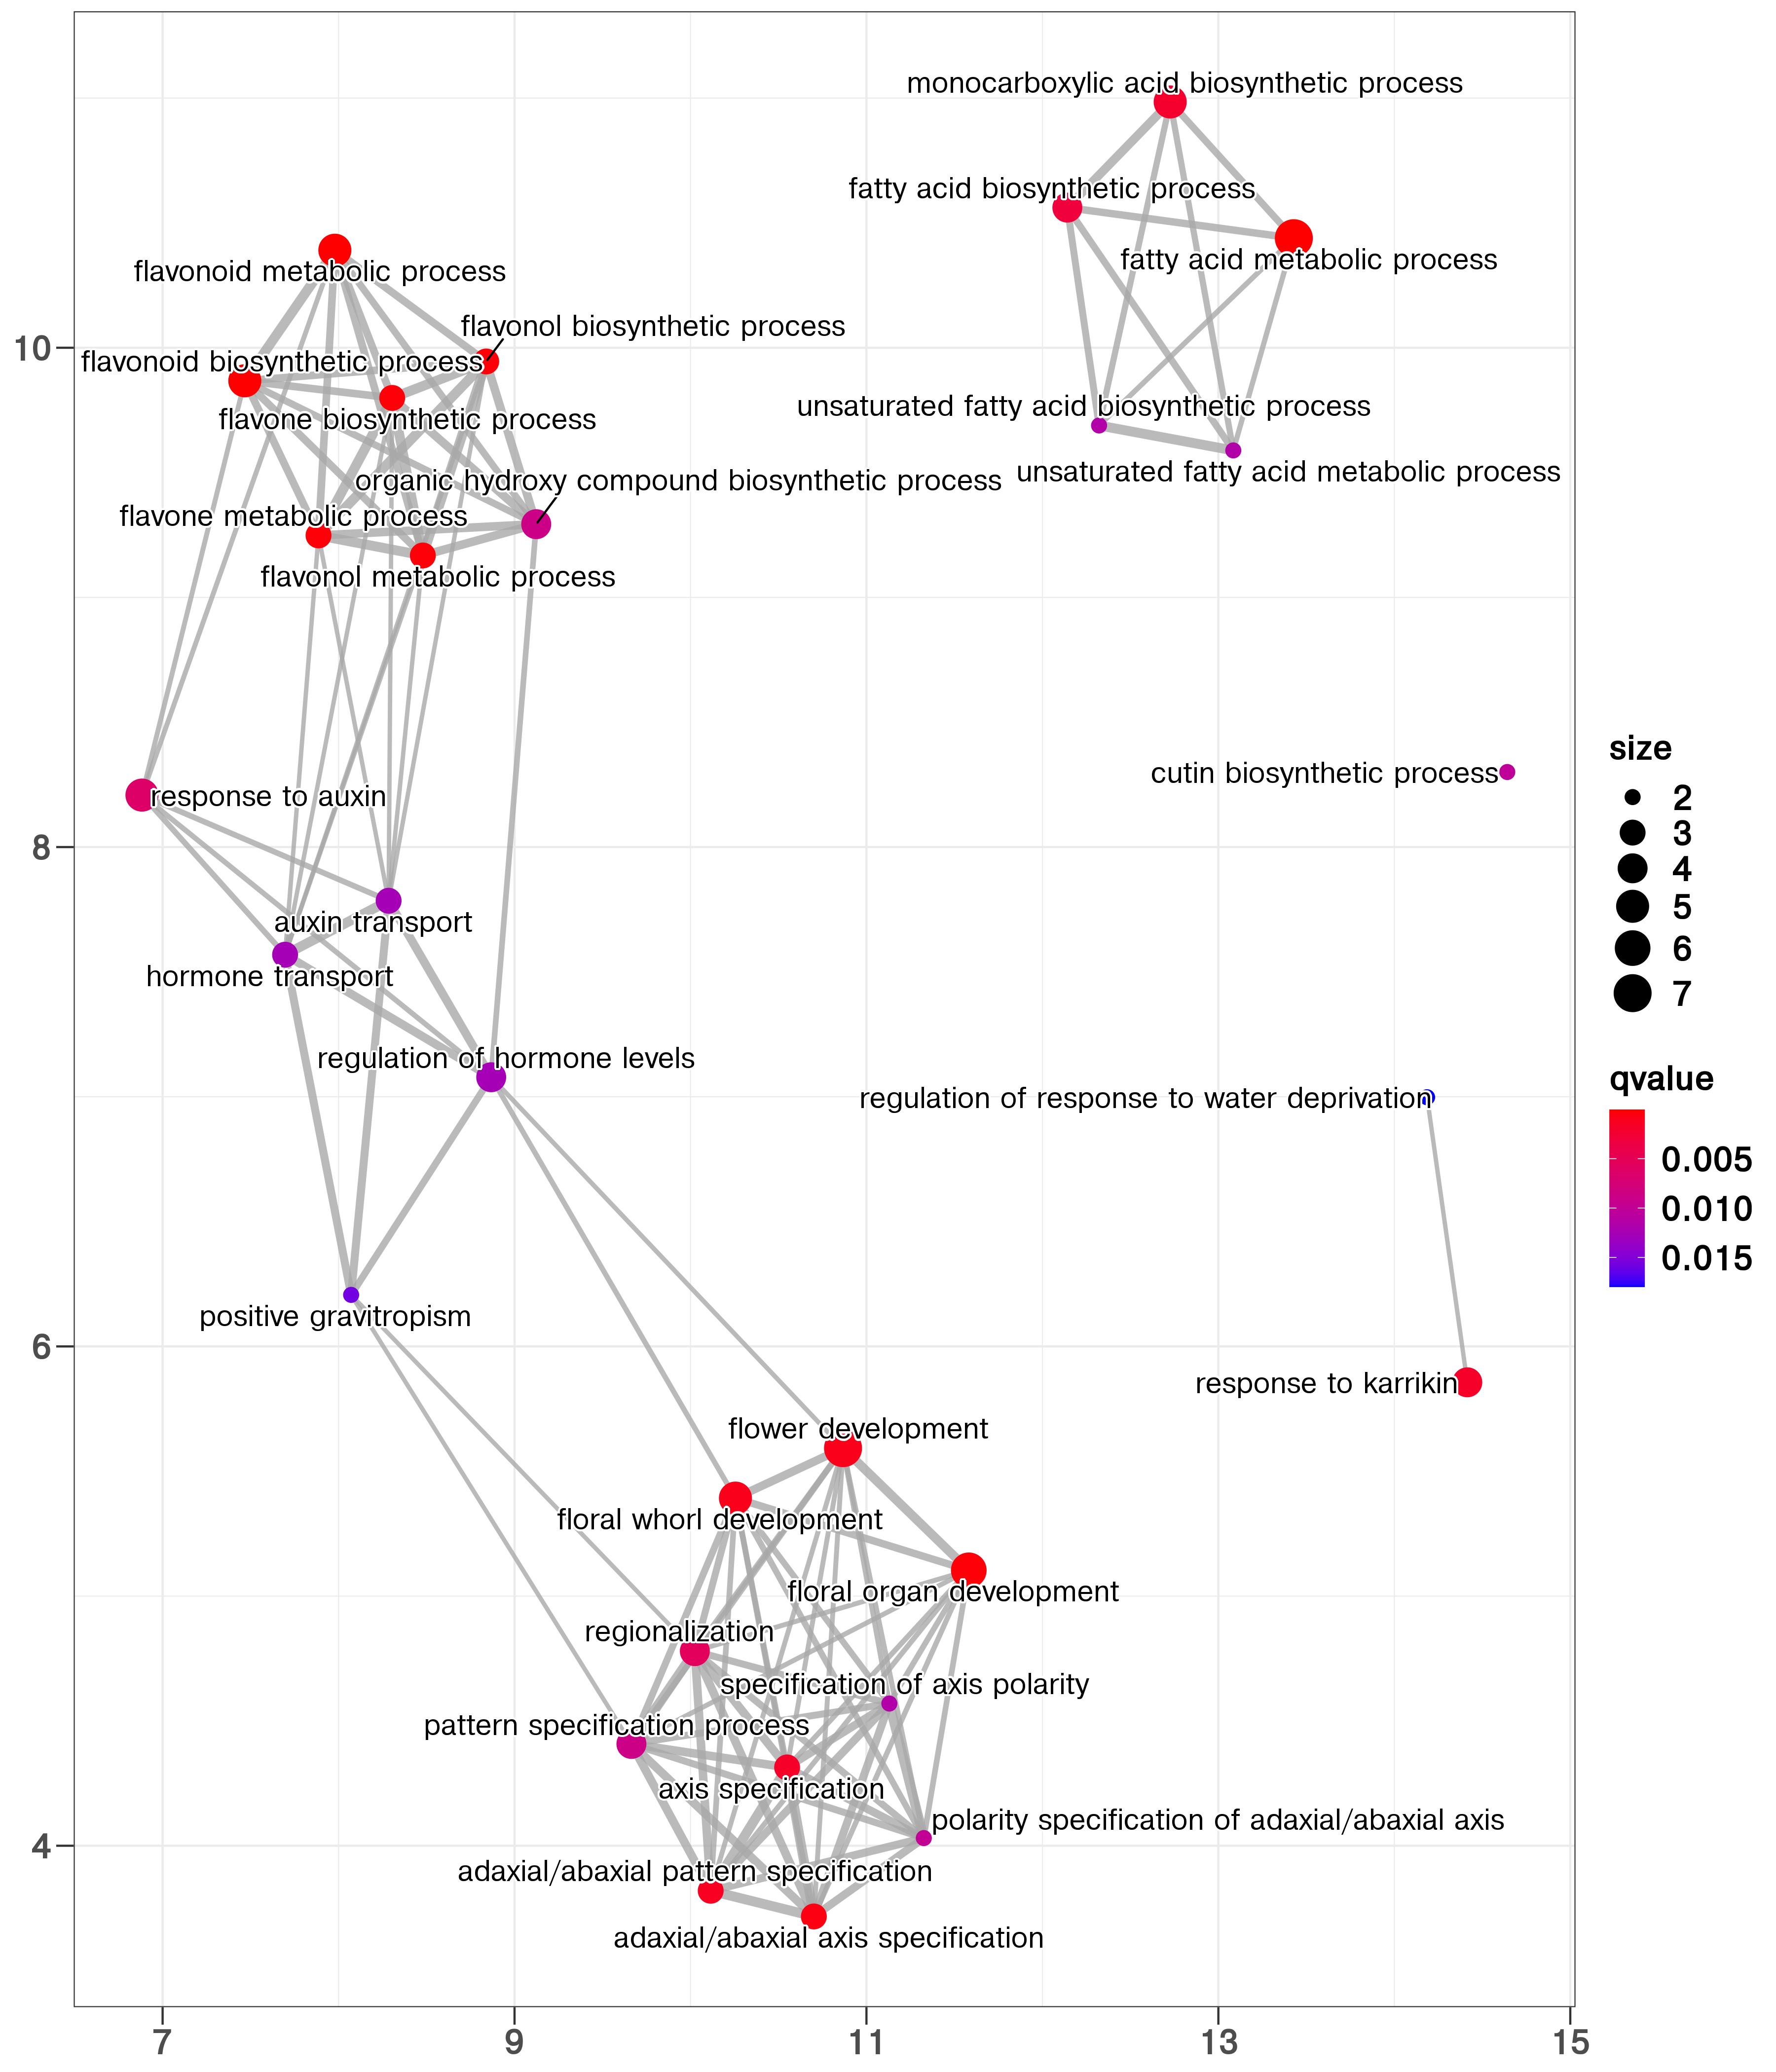 monocarboxylic acid biosynthetic process
fatty acid biosynthetic process
fatty acid metabolic process
flavonoid metabolic process
flavonol biosynthetic process
flavonoid biosynthetic process
flavone biosynthetic process
unsaturated fatty acid biosynthetic process
unsaturated fatty acid metabolic process
organic hydroxy compound biosynthetic process
flavone metabolic process
flavonol metabolic process
cutin biosynthetic process
response to auxin
auxin transport
hormone transport
regulation of hormone levels
regulation of response to water deprivation
positive gravitropism
response to karrikin
flower development
floral whorl development
floral organ development
regionalization
specification of axis polarity
pattern specification process
axis specification
polarity specification of adaxial/abaxial axis
adaxial/abaxial pattern specification
adaxial/abaxial axis specification
10
8
6
4
7
9
11
13
15
size
2
3
4
5
6
7
qvalue
0.005
0.010
0.015